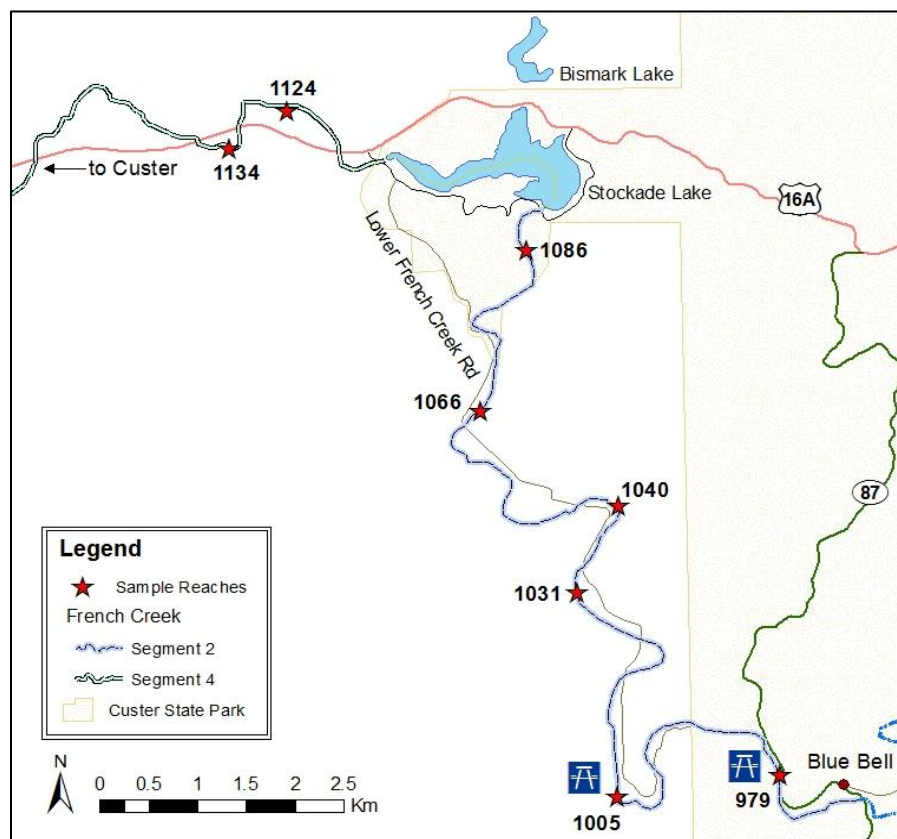 1124
Bismark Lake
to Custer
1134
Stockade Lake
16A
1086
Lower French Creek Rd
1066
1040
87
1031
Legend
Sample Reaches
French Creek
Segment 2
Segment 4
Custer State Park
N
0 0.5 1 1.5 2 2.5
Km
Blue Bell
979
1005